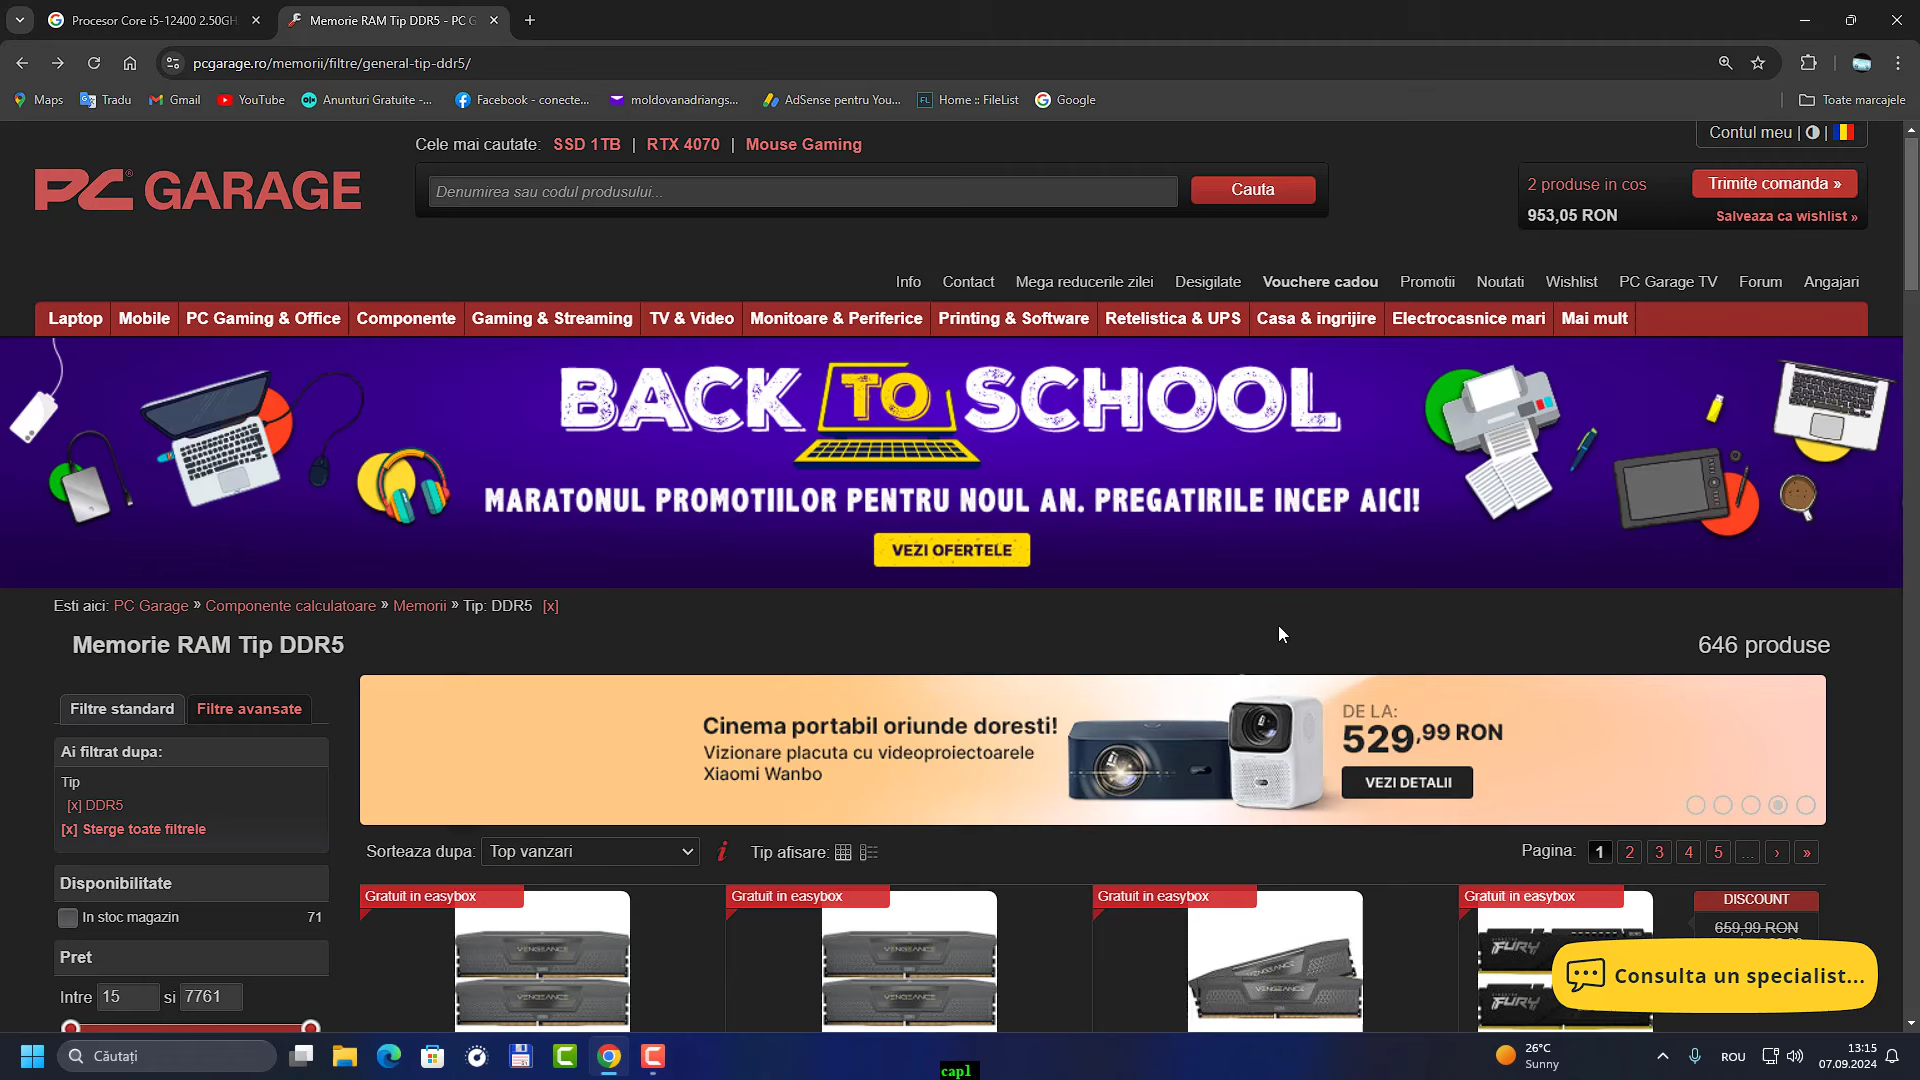 Procesor Core i5-12400 2.50GH
Memorie RAM Tip DDR5 - PC G
pcgarage.ro/memorii/filtre/general-tip-ddr5/
Maps
Tradu
Gmail
YouTube
Anunturi Gratuite -...
Facebook - conecte...
moldovanadriangs...
AdSense pentru You...
FL
Home :: FileList
Google
Toate marcajele
Cele mai cautate: SSD 1TB | RTX 4070 | Mouse Gaming
Contul meu |
PC GARAGE
Denumirea sau codul produsului...
Cauta
2 produse in cos
Trimite comanda »
953,05 RON
Salveaza ca wishlist »
Info Contact Mega reducerile zilei Desigilate Vouchere cadou Promotii Noutati Wishlist PC Garage TV Forum Angajari
Laptop Mobile PC Gaming & Office Componente Gaming & Streaming TV & Video Monitoare & Periferice Printing & Software Retelistica & UPS Casa & ingrijire Electrocasnice mari Mai mult
BACK TO SCHOOL
MARATONUL PROMOTIILOR PENTRU NOUL AN. PREGATIRILE INCEP AICI!
VEZI OFERTELE
Esti aici: PC Garage » Componente calculatoare » Memorii » Tip: DDR5 [x]
Memorie RAM Tip DDR5
646 produse
Filtre standard
Filtre avansate
Ai filtrat dupa:
Tip
[x] DDR5
[x] Sterge toate filtrele
Disponibilitate
In stoc magazin 71
Pret
Intre 15 si 7761
Cinema portabil oriunde doresti!
Vizionare placuta cu videoproiectoarele
Xiaomi Wanbo
DE LA:
529,99 RON
VEZI DETALII
Sorteaza dupa: Top vanzari
i
Tip afisare:
Pagina: 1 2 3 4 5 ... › »
Gratuit in easybox
Gratuit in easybox
Gratuit in easybox
Gratuit in easybox
DISCOUNT
659,99 RON
VENGEANCE
VENGEANCE
VENGEANCE
VENGEANCE
VENGEANCE
VENGEANCE
FURY
FURY
Consulta un specialist...
Căutați
cap1
26°C
Sunny
ROU
13:15
07.09.2024